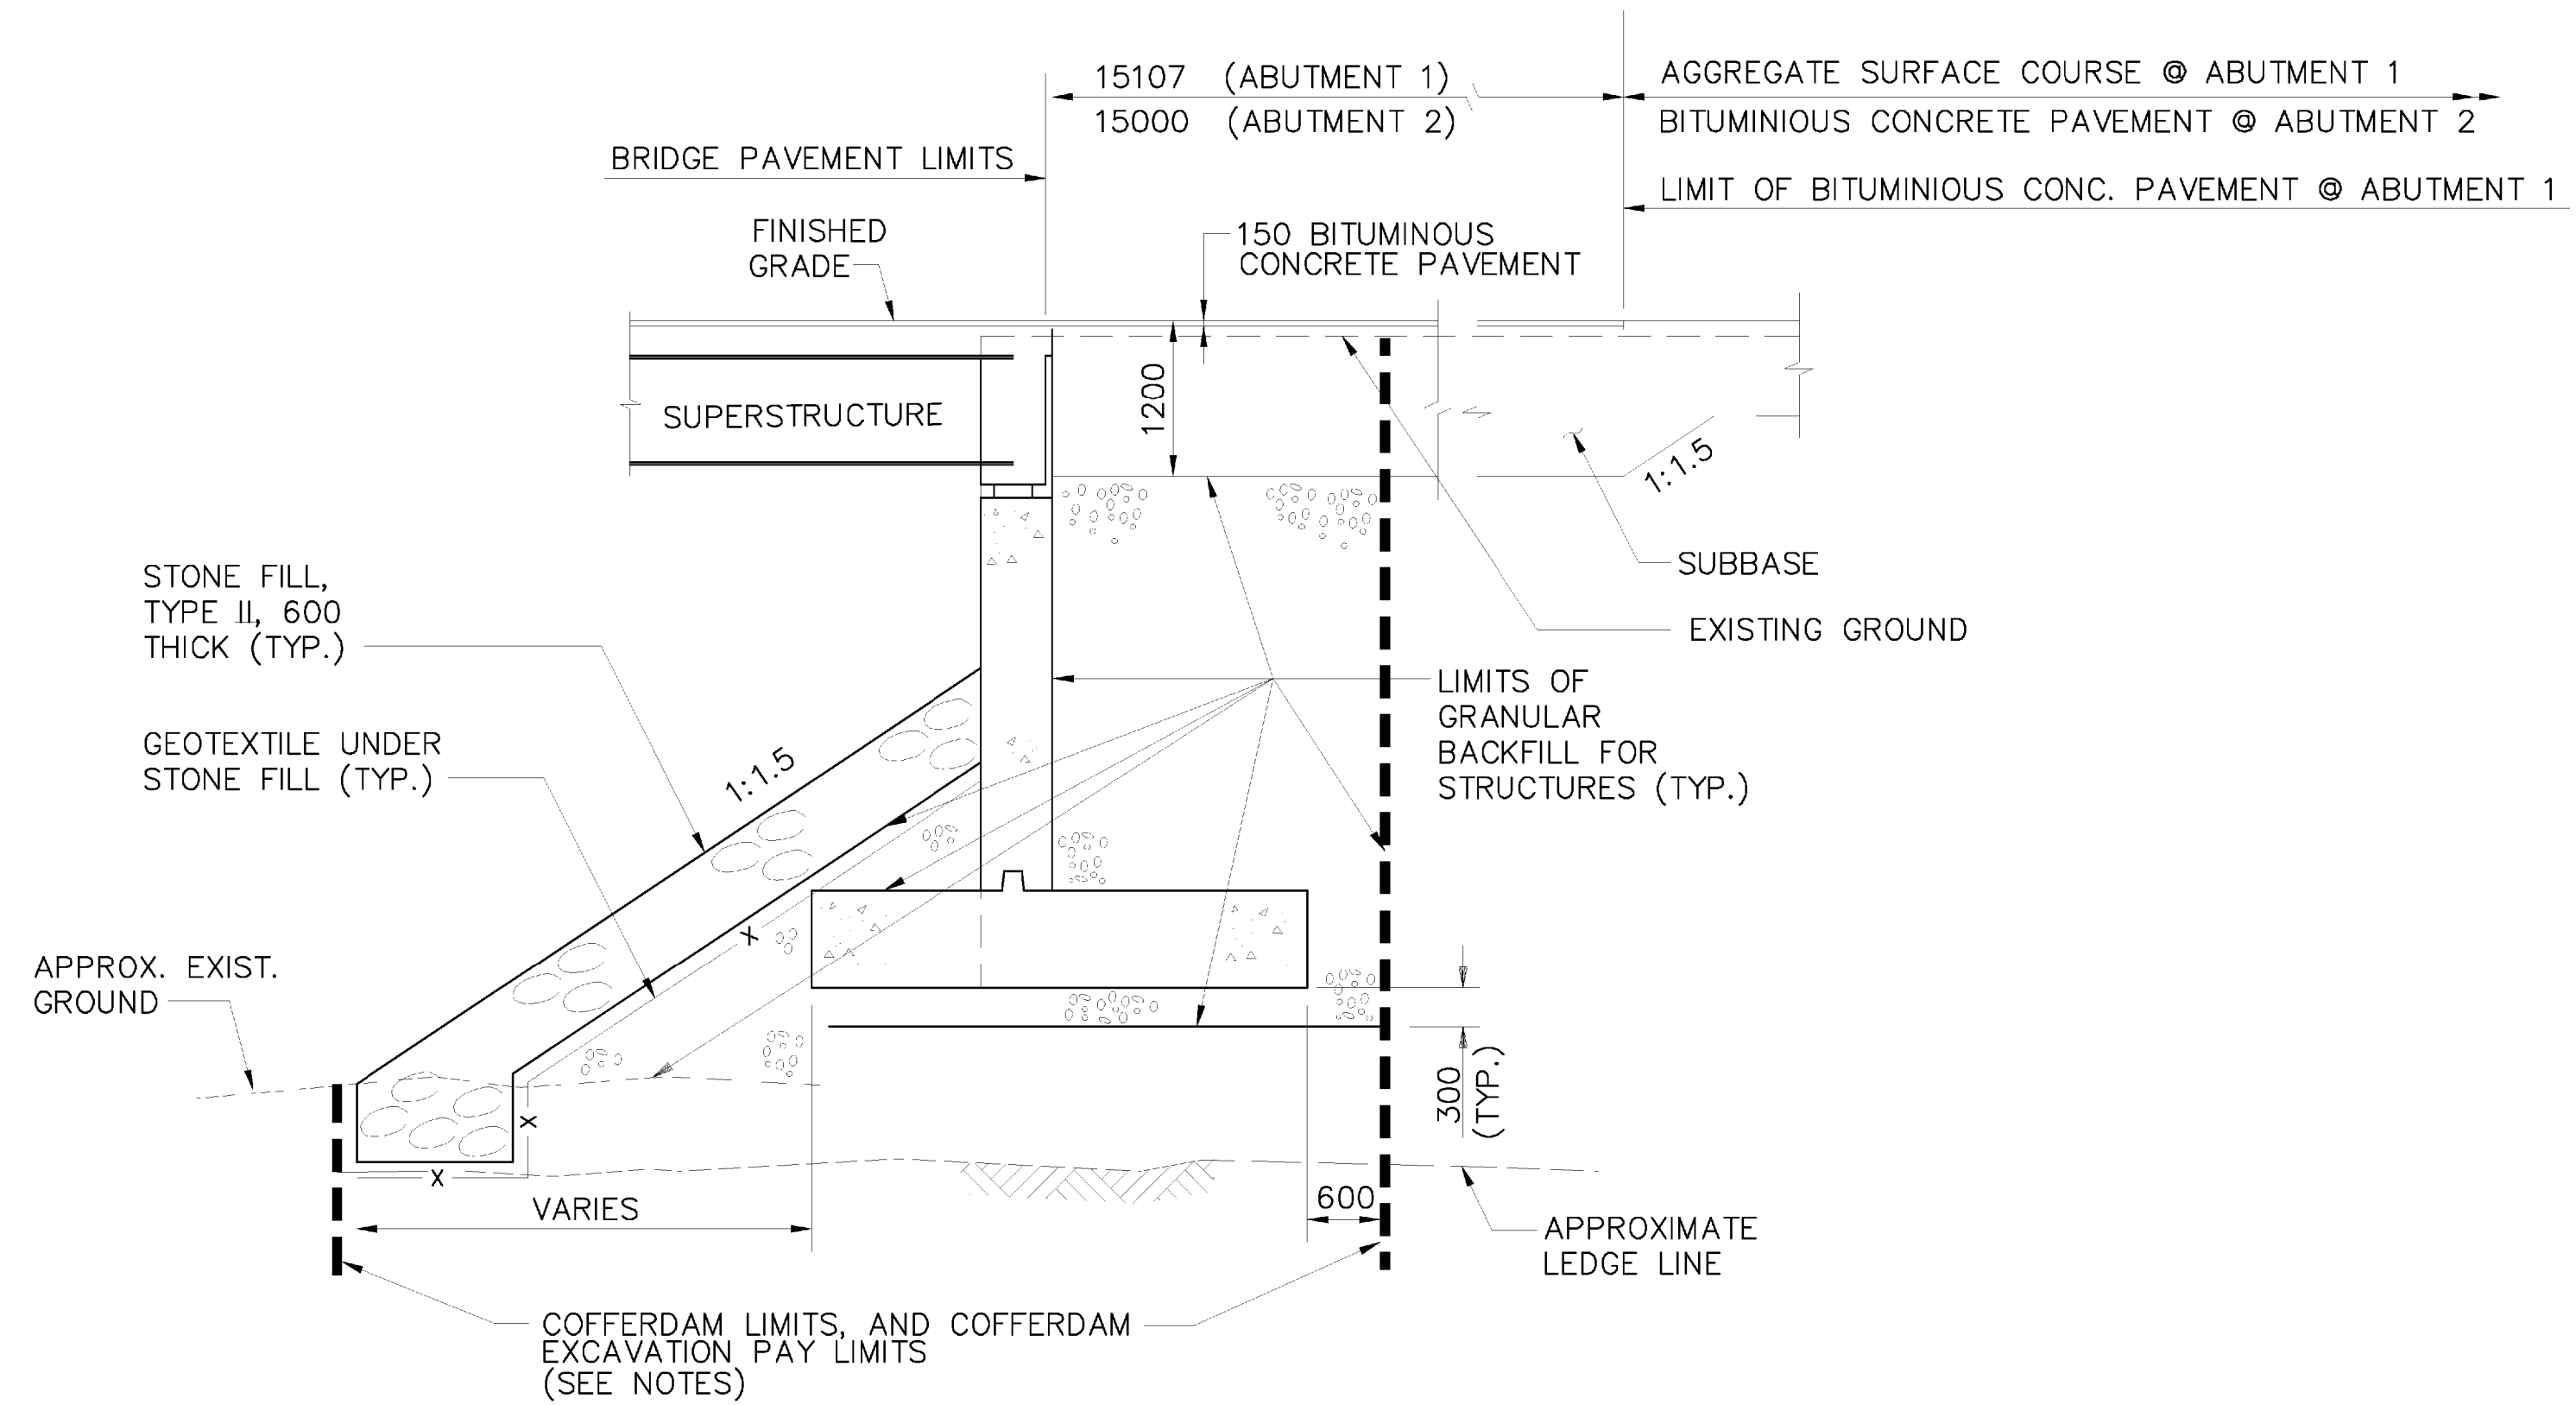 15107 (ABUTMENT 1)
15000 (ABUTMENT 2)
AGGREGATE SURFACE COURSE @ ABUTMENT 1
BITUMINIOUS CONCRETE PAVEMENT @ ABUTMENT 2
BRIDGE PAVEMENT LIMITS
LIMIT OF BITUMINIOUS CONC. PAVEMENT @ ABUTMENT 1
FINISHED
GRADE
150 BITUMINOUS
CONCRETE PAVEMENT
1200
SUPERSTRUCTURE
1:1.5
SUBBASE
EXISTING GROUND
STONE FILL,
TYPE II, 600
THICK (TYP.)
LIMITS OF
GRANULAR
BACKFILL FOR
STRUCTURES (TYP.)
GEOTEXTILE UNDER
STONE FILL (TYP.)
1:1.5
X
APPROX. EXIST.
GROUND
X
X
300
(TYP.)
VARIES
600
APPROXIMATE
LEDGE LINE
COFFERDAM LIMITS, AND COFFERDAM
EXCAVATION PAY LIMITS
(SEE NOTES)